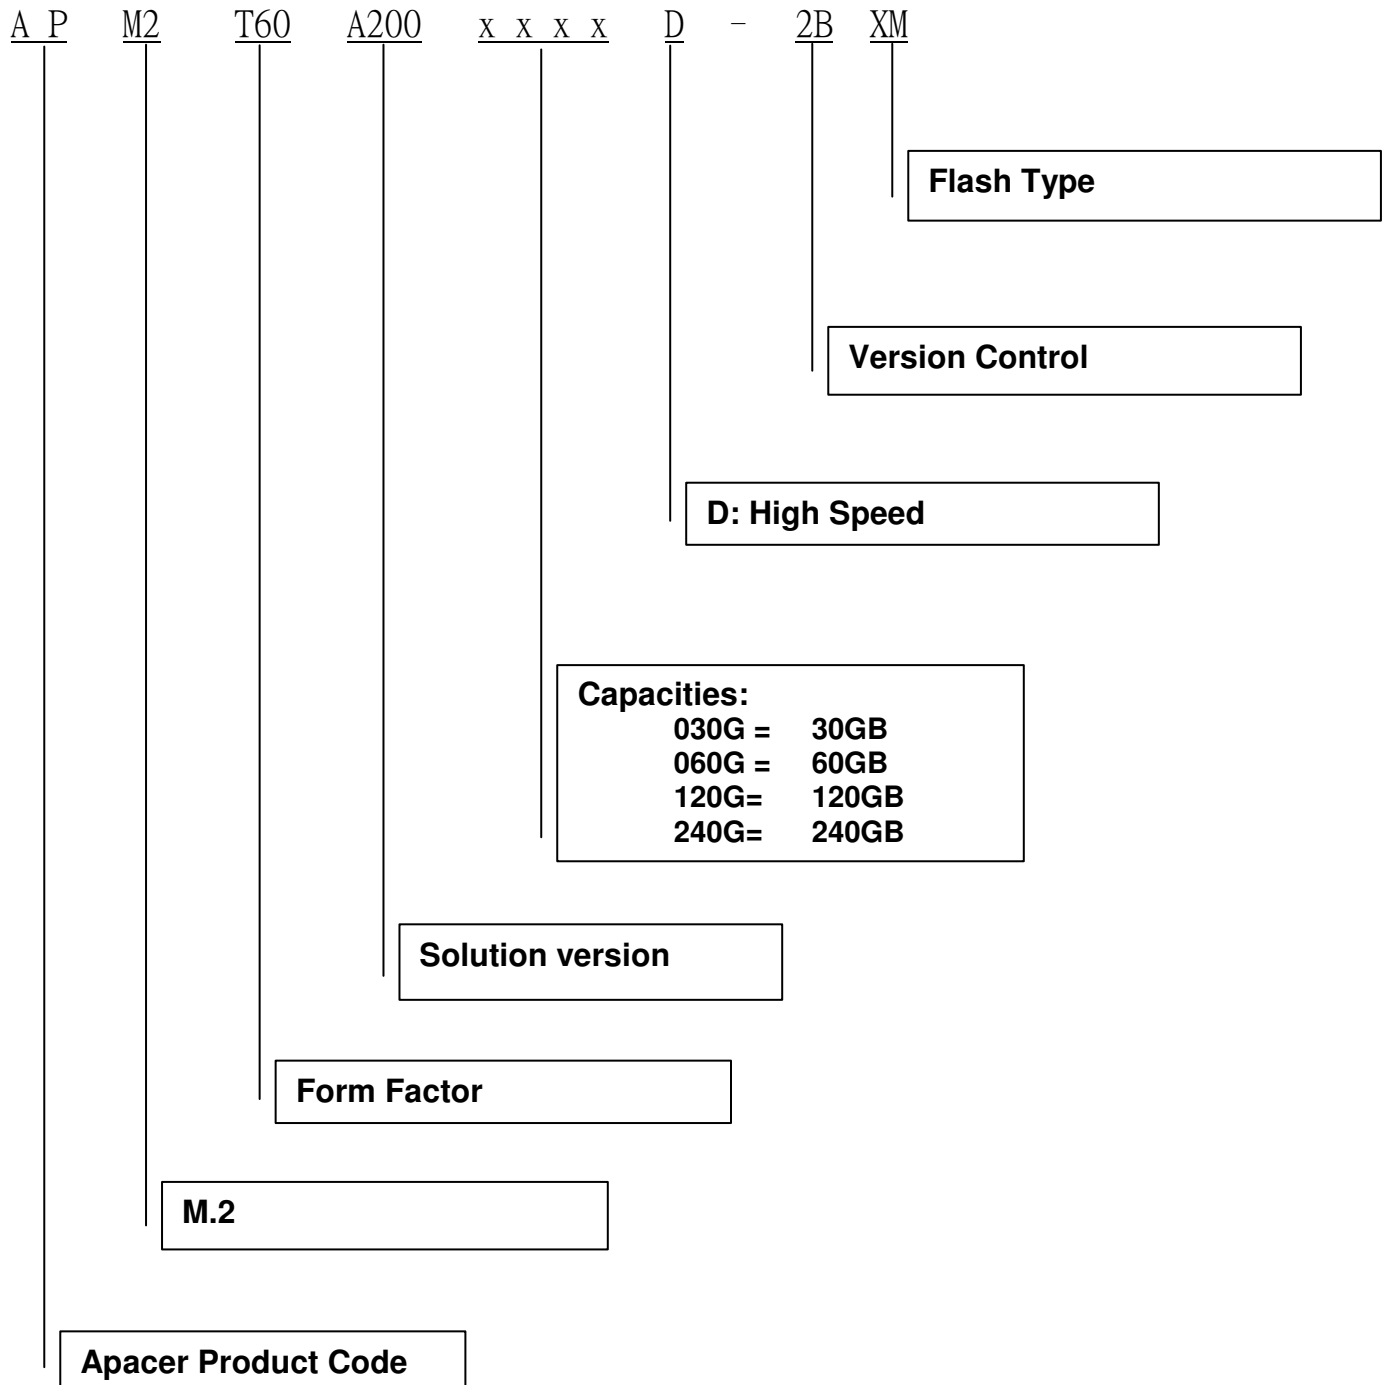 A P M2 T60 A200 x x x x D - 2B XM
Flash Type
Version Control
D: High Speed
Capacities:
030G = 30GB
060G = 60GB
120G= 120GB
240G= 240GB
Solution version
Form Factor
M.2
Apacer Product Code